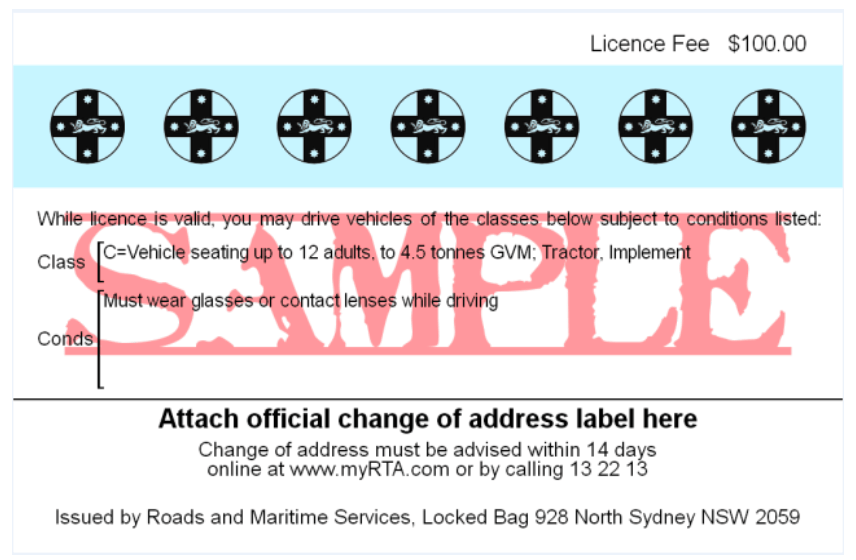 Licence Fee $100.00
While licence is valid, you may drive vehicles of the classes below subject to conditions listed:
Class C=Vehicle seating up to 12 adults, to 4.5 tonnes GVM; Tractor, Implement
Must wear glasses or contact lenses while driving
Conds
SAMPLE
Attach official change of address label here
Change of address must be advised within 14 days
online at www.myRTA.com or by calling 13 22 13
Issued by Roads and Maritime Services, Locked Bag 928 North Sydney NSW 2059